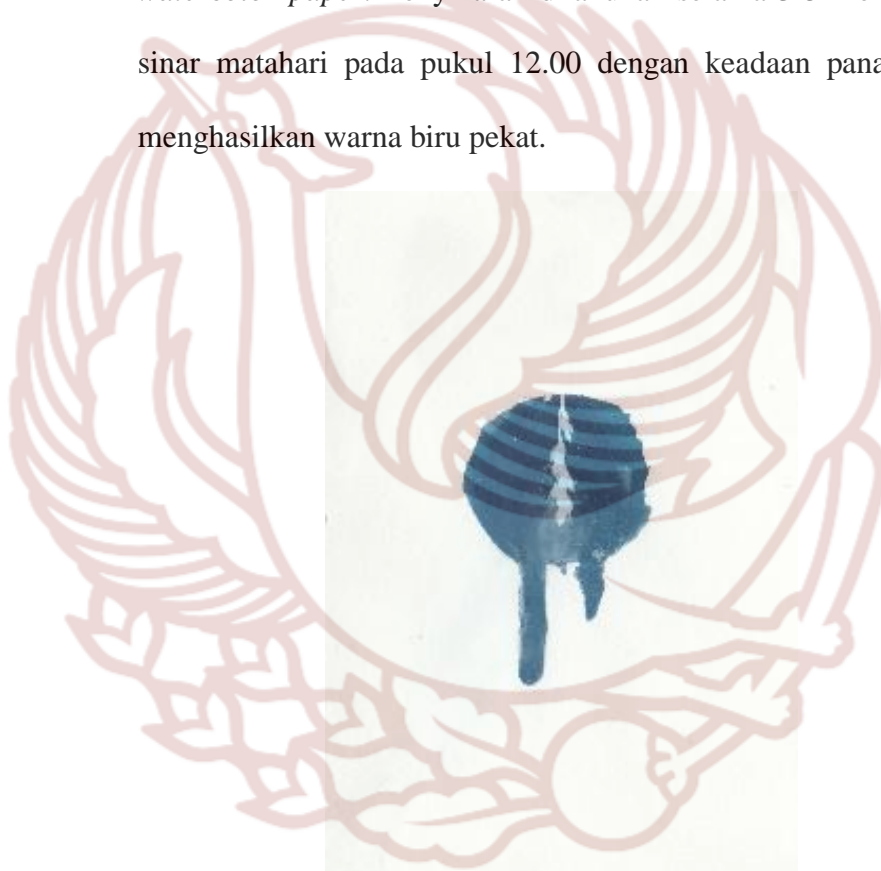 sinar matahari pada pukul 12.00 dengan keadaan pana
menghasilkan warna biru pekat.